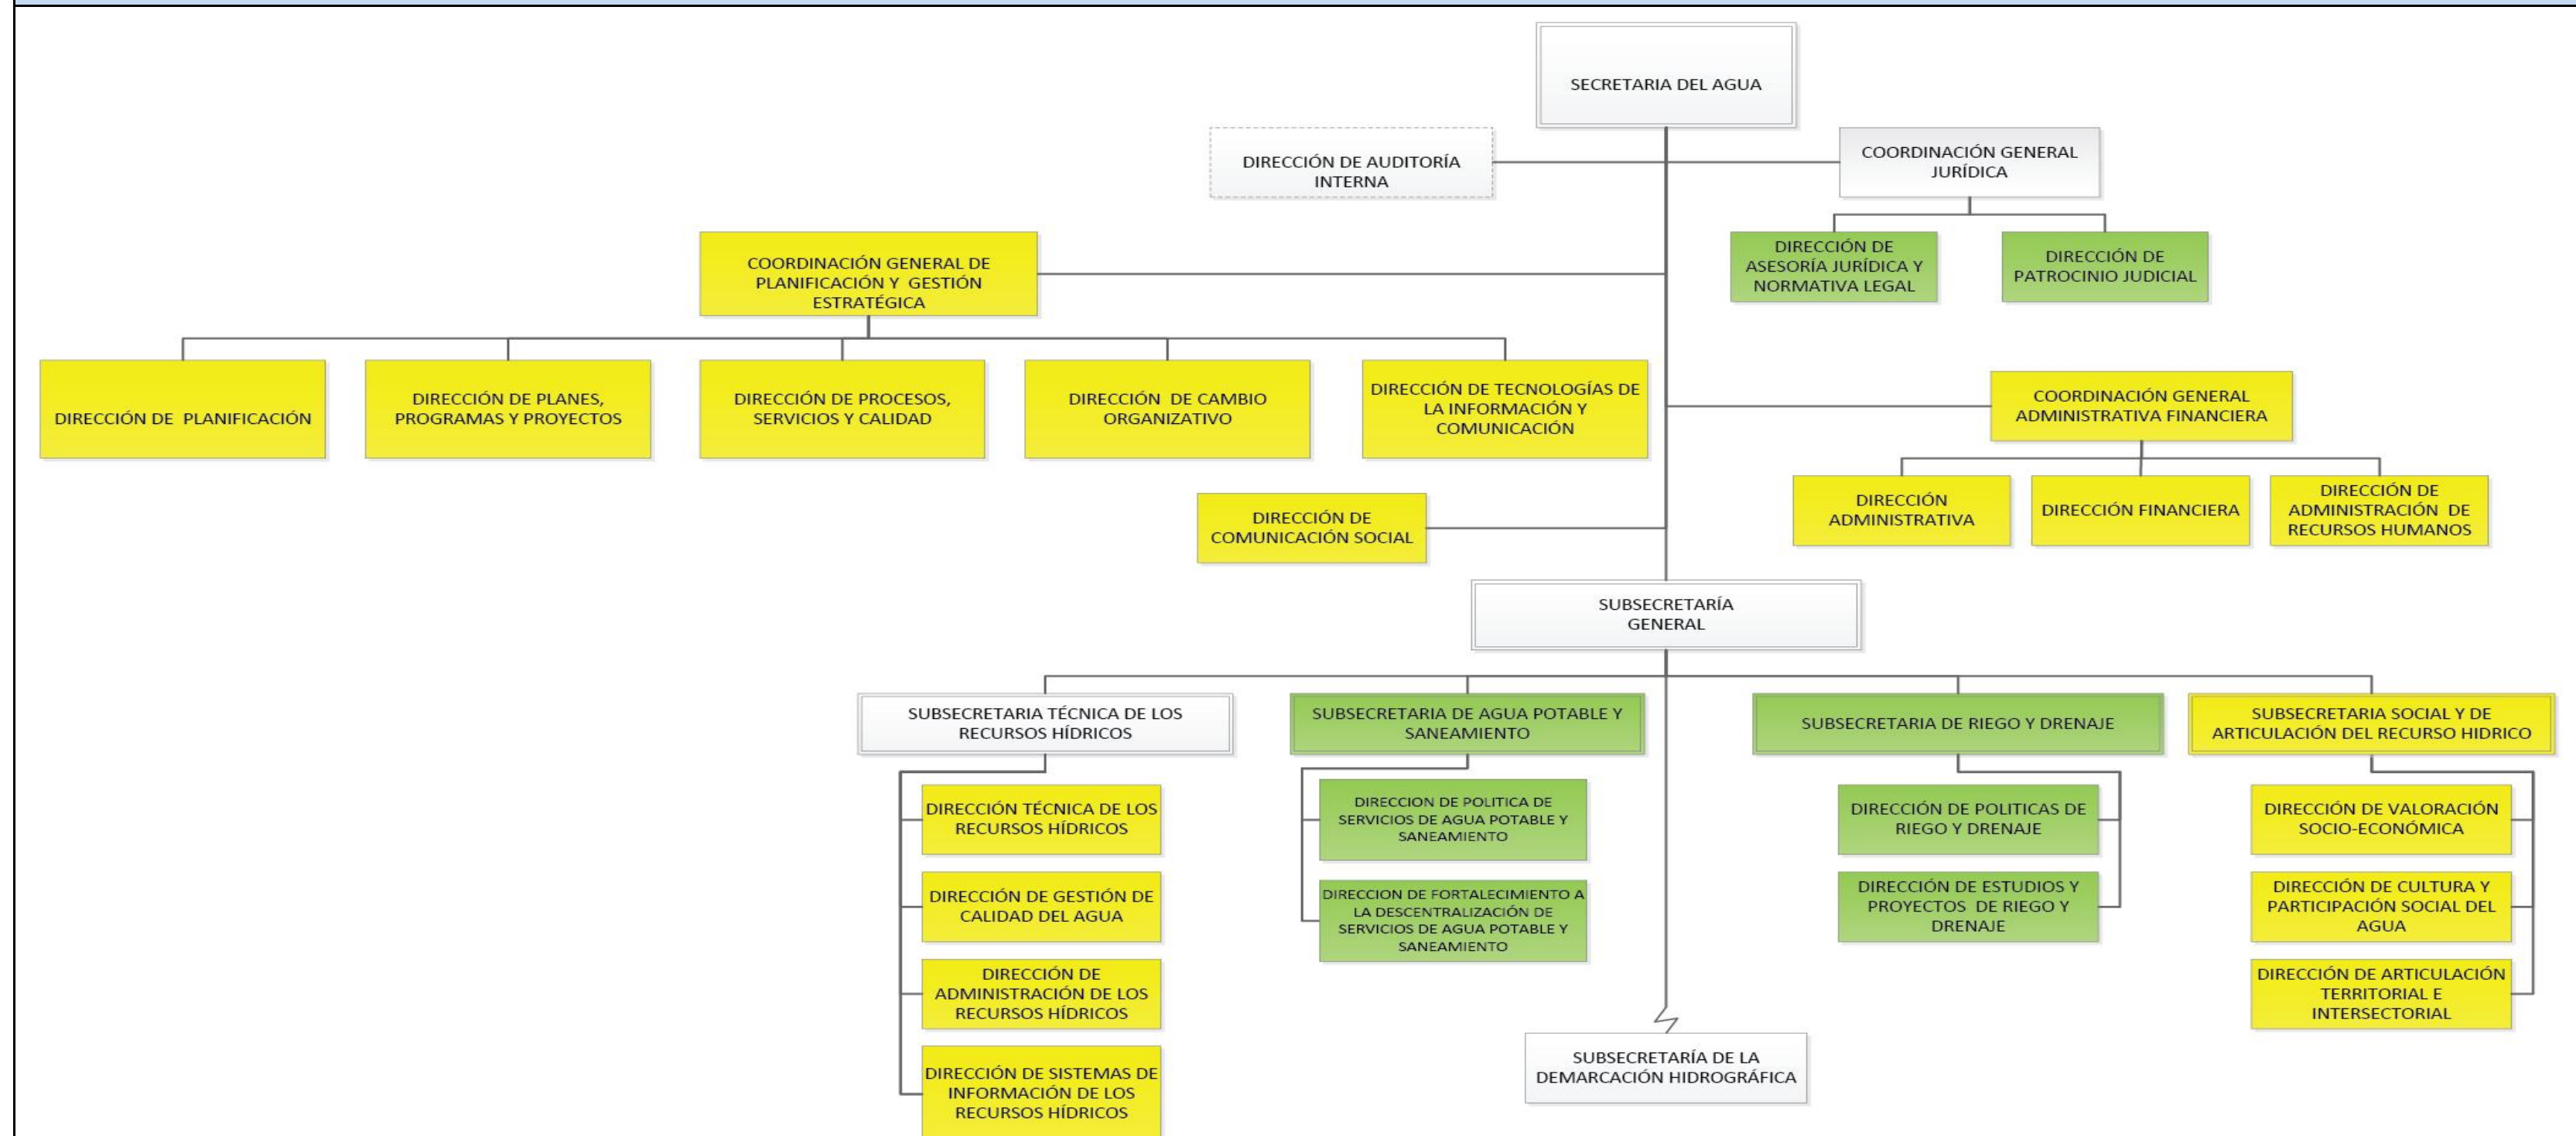 SECRETARIA DEL AGUA
DIRECCIÓN DE AUDITORÍA
INTERNA
COORDINACIÓN GENERAL
JURÍDICA
DIRECCIÓN DE
ASESORÍA JURÍDICA Y
NORMATIVA LEGAL
DIRECCIÓN DE
PATROCINIO JUDICIAL
COORDINACIÓN GENERAL DE
PLANIFICACIÓN Y GESTIÓN
ESTRATÉGICA
DIRECCIÓN DE PLANIFICACIÓN
DIRECCIÓN DE PLANES,
PROGRAMAS Y PROYECTOS
DIRECCIÓN DE PROCESOS,
SERVICIOS Y CALIDAD
DIRECCIÓN DE CAMBIO
ORGANIZATIVO
DIRECCIÓN DE TECNOLOGÍAS DE
LA INFORMACIÓN Y
COMUNICACIÓN
COORDINACIÓN GENERAL
ADMINISTRATIVA FINANCIERA
DIRECCIÓN
ADMINISTRATIVA
DIRECCIÓN FINANCIERA
DIRECCIÓN DE
ADMINISTRACIÓN DE
RECURSOS HUMANOS
DIRECCIÓN DE
COMUNICACIÓN SOCIAL
SUBSECRETARÍA
GENERAL
SUBSECRETARIA TÉCNICA DE LOS
RECURSOS HÍDRICOS
SUBSECRETARIA DE AGUA POTABLE Y
SANEAMIENTO
SUBSECRETARIA DE RIEGO Y DRENAJE
SUBSECRETARIA SOCIAL Y DE
ARTICULACIÓN DEL RECURSO HIDRICO
DIRECCIÓN TÉCNICA DE LOS
RECURSOS HÍDRICOS
DIRECCIÓN DE GESTIÓN DE
CALIDAD DEL AGUA
DIRECCIÓN DE
ADMINISTRACIÓN DE LOS
RECURSOS HÍDRICOS
DIRECCIÓN DE SISTEMAS DE
INFORMACIÓN DE LOS
RECURSOS HÍDRICOS
DIRECCION DE POLITICA DE
SERVICIOS DE AGUA POTABLE Y
SANEAMIENTO
DIRECCION DE FORTALECIMIENTO A
LA DESCENTRALIZACIÓN DE
SERVICIOS DE AGUA POTABLE Y
SANEAMIENTO
DIRECCIÓN DE POLITICAS DE
RIEGO Y DRENAJE
DIRECCIÓN DE ESTUDIOS Y
PROYECTOS DE RIEGO Y
DRENAJE
DIRECCIÓN DE VALORACIÓN
SOCIO-ECONÓMICA
DIRECCIÓN DE CULTURA Y
PARTICIPACIÓN SOCIAL DEL
AGUA
DIRECCIÓN DE ARTICULACIÓN
TERRITORIAL E
INTERSECTORIAL
SUBSECRETARÍA DE LA
DEMARCACIÓN HIDROGRÁFICA